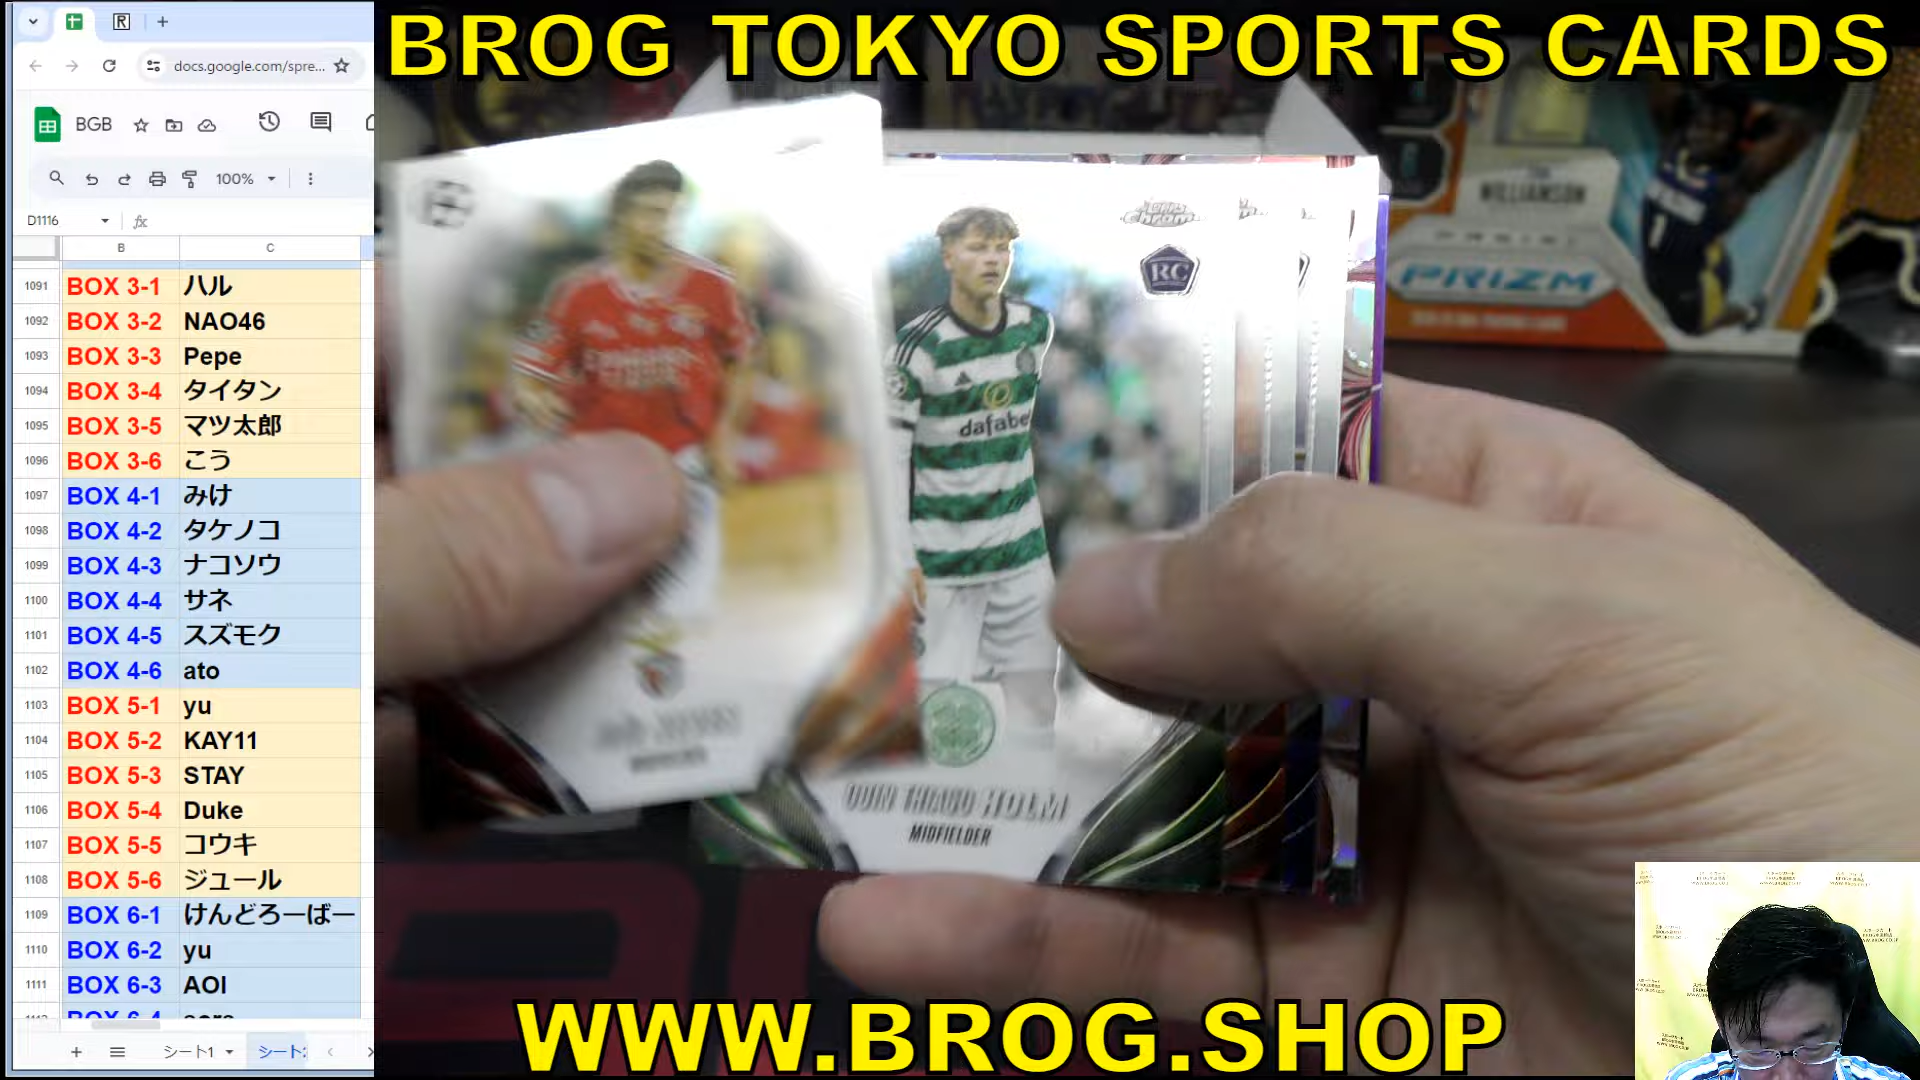 BROG TOKYO SPORTS CARDS
docs.google.com/spre...
BGB
100%
D1116
fx
B C
1091 BOX 3-1 ハル
1092 BOX 3-2 NAO46
1093 BOX 3-3 Pepe
1094 BOX 3-4 タイタン
1095 BOX 3-5 マツ太郎
1096 BOX 3-6 こう
1097 BOX 4-1 みけ
1098 BOX 4-2 タケノコ
1099 BOX 4-3 ナコソウ
1100 BOX 4-4 サネ
1101 BOX 4-5 スズモク
1102 BOX 4-6 ato
1103 BOX 5-1 yu
1104 BOX 5-2 KAY11
1105 BOX 5-3 STAY
1106 BOX 5-4 Duke
1107 BOX 5-5 コウキ
1108 BOX 5-6 ジュール
1109 BOX 6-1 けんどろーばー
1110 BOX 6-2 yu
1111 BOX 6-3 AOI
シート1
WILLIAMSON
PRIZM
1
Topps
Chrome
RC
dafabe
HOLM
MIDFIELDER
WWW.BROG.SHOP